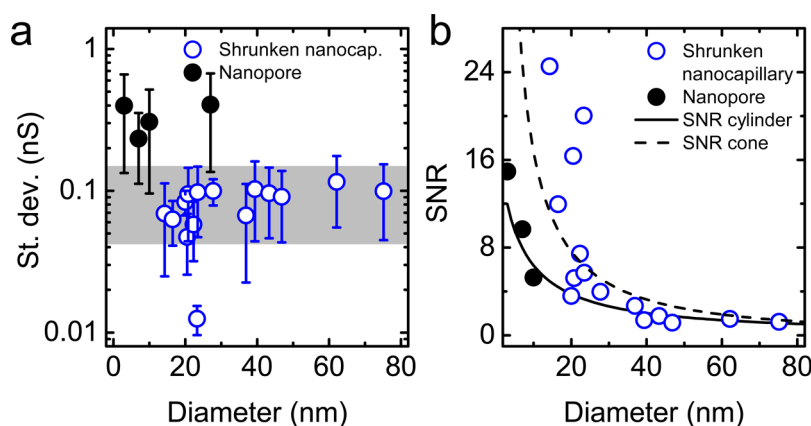 a
1
0.1
0.01
St. dev. (nS)
Shrunken nanocap.
Nanopore
0 20 40 60 80
Diameter (nm)
b
24
16
8
0
SNR
Shrunken
nanocapillary
Nanopore
SNR cylinder
SNR cone
20 40 60 80
Diameter (nm)